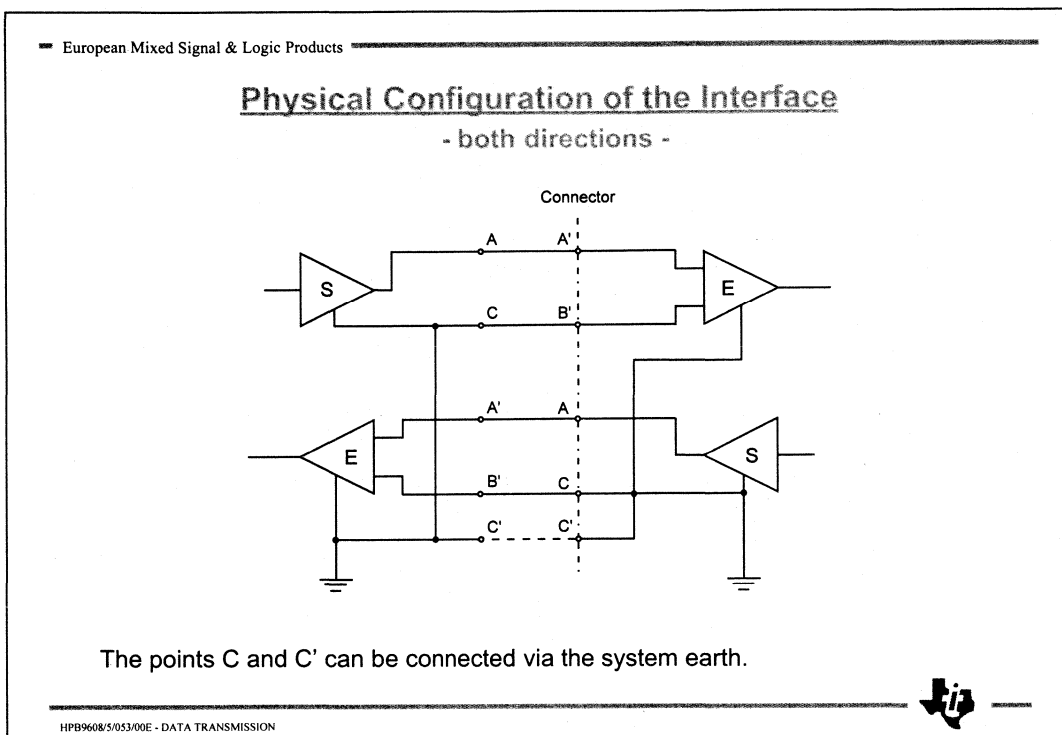 European Mixed Signal & Logic Products
Physical Configuration of the Interface
- both directions -
Connector
A A'
S E
C B'
A' A
E S
B' C
C' C'
The points C and C' can be connected via the system earth.
HPB9608/5/053/00E - DATA TRANSMISSION